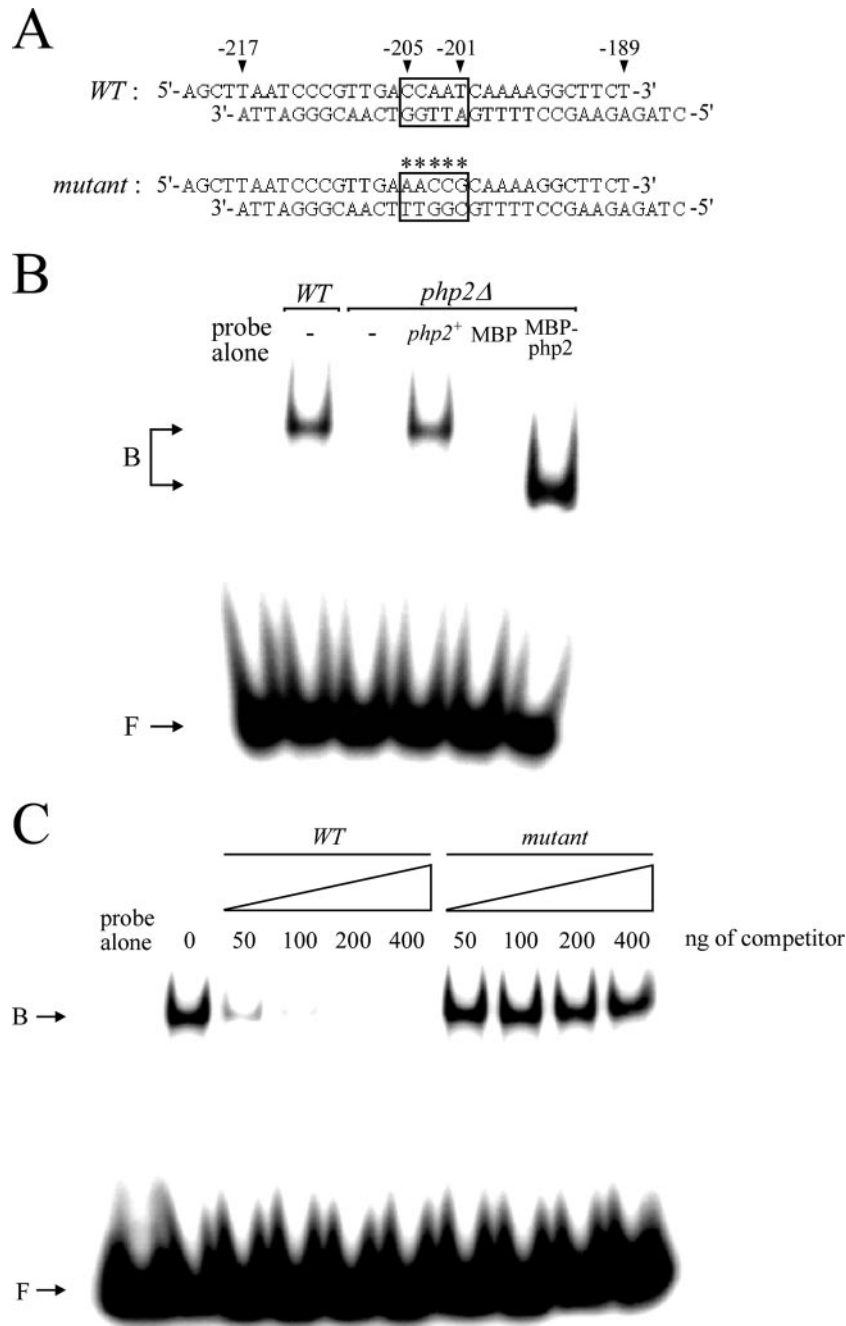 A
-217 -205 -201 -189
WT : 5'-AGCTTAATCCCGTTGACCAATCAAAAGGCTTCT-3'
3'-ATTAGGGCAACTGGTTAGTTTTCCGAAGAGATC-5'
*****
mutant : 5'-AGCTTAATCCCGTTGAAACCGCAAAAGGCTTCT-3'
3'-ATTAGGGCAACTTTGGCGTTTTCCGAAGAGATC-5'
B
WT php2Δ
probe alone - - php2+ MBP MBP-php2
B
F
C
WT mutant
probe alone 0 50 100 200 400 50 100 200 400 ng of competitor
B
F